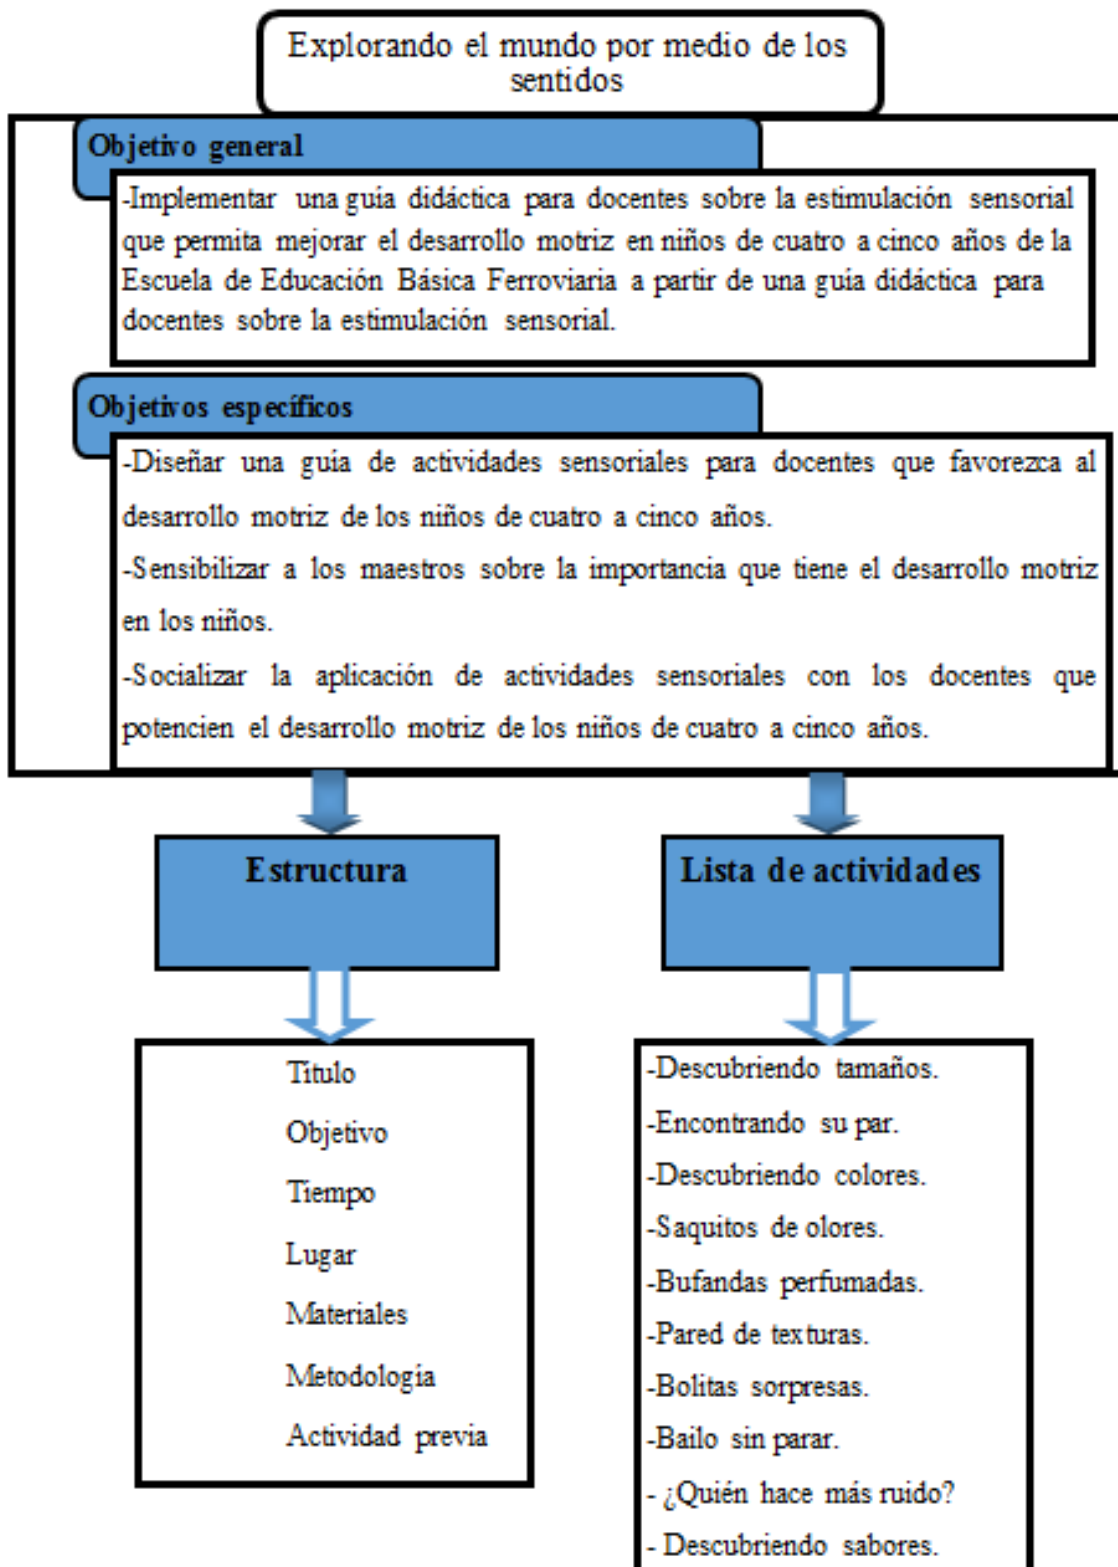 Explorando el mundo por medio de los
sentidos
Objetivo general
-Implementar una guía didáctica para docentes sobre la estimulación sensorial
que permita mejorar el desarrollo motriz en niños de cuatro a cinco años de la
Escuela de Educación Básica Ferroviaria a partir de una guía didáctica para
docentes sobre la estimulación sensorial.
Objetivos específicos
-Diseñar una guía de actividades sensoriales para docentes que favorezca al
desarrollo motriz de los niños de cuatro a cinco años.
-Sensibilizar a los maestros sobre la importancia que tiene el desarrollo motriz
en los niños.
-Socializar la aplicación de actividades sensoriales con los docentes que
potencien el desarrollo motriz de los niños de cuatro a cinco años.
Estructura
Título
Objetivo
Tiempo
Lugar
Materiales
Metodología
Actividad previa
Lista de actividades
-Descubriendo tamaños.
-Encontrando su par.
-Descubriendo colores.
-Saquitos de olores.
-Bufandas perfumadas.
-Pared de texturas.
-Bolitas sorpresas.
-Bailo sin parar.
- ¿Quién hace más ruido?
- Descubriendo sabores.